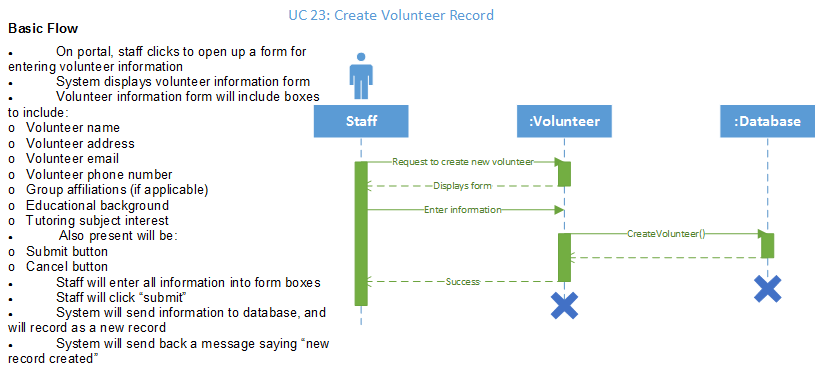 UC 23: Create Volunteer Record
Basic Flow
• On portal, staff clicks to open up a form for
entering volunteer information
• System displays volunteer information form
• Volunteer information form will include boxes
to include:
o Volunteer name
o Volunteer address
o Volunteer email
o Volunteer phone number
o Group affiliations (if applicable)
o Educational background
o Tutoring subject interest
• Also present will be:
o Submit button
o Cancel button
• Staff will enter all information into form boxes
• Staff will click “submit”
• System will send information to database, and
will record as a new record
• System will send back a message saying “new
record created”
Staff
:Volunteer
:Database
Request to create new volunteer
Displays form
Enter information
CreateVolunteer()
Success